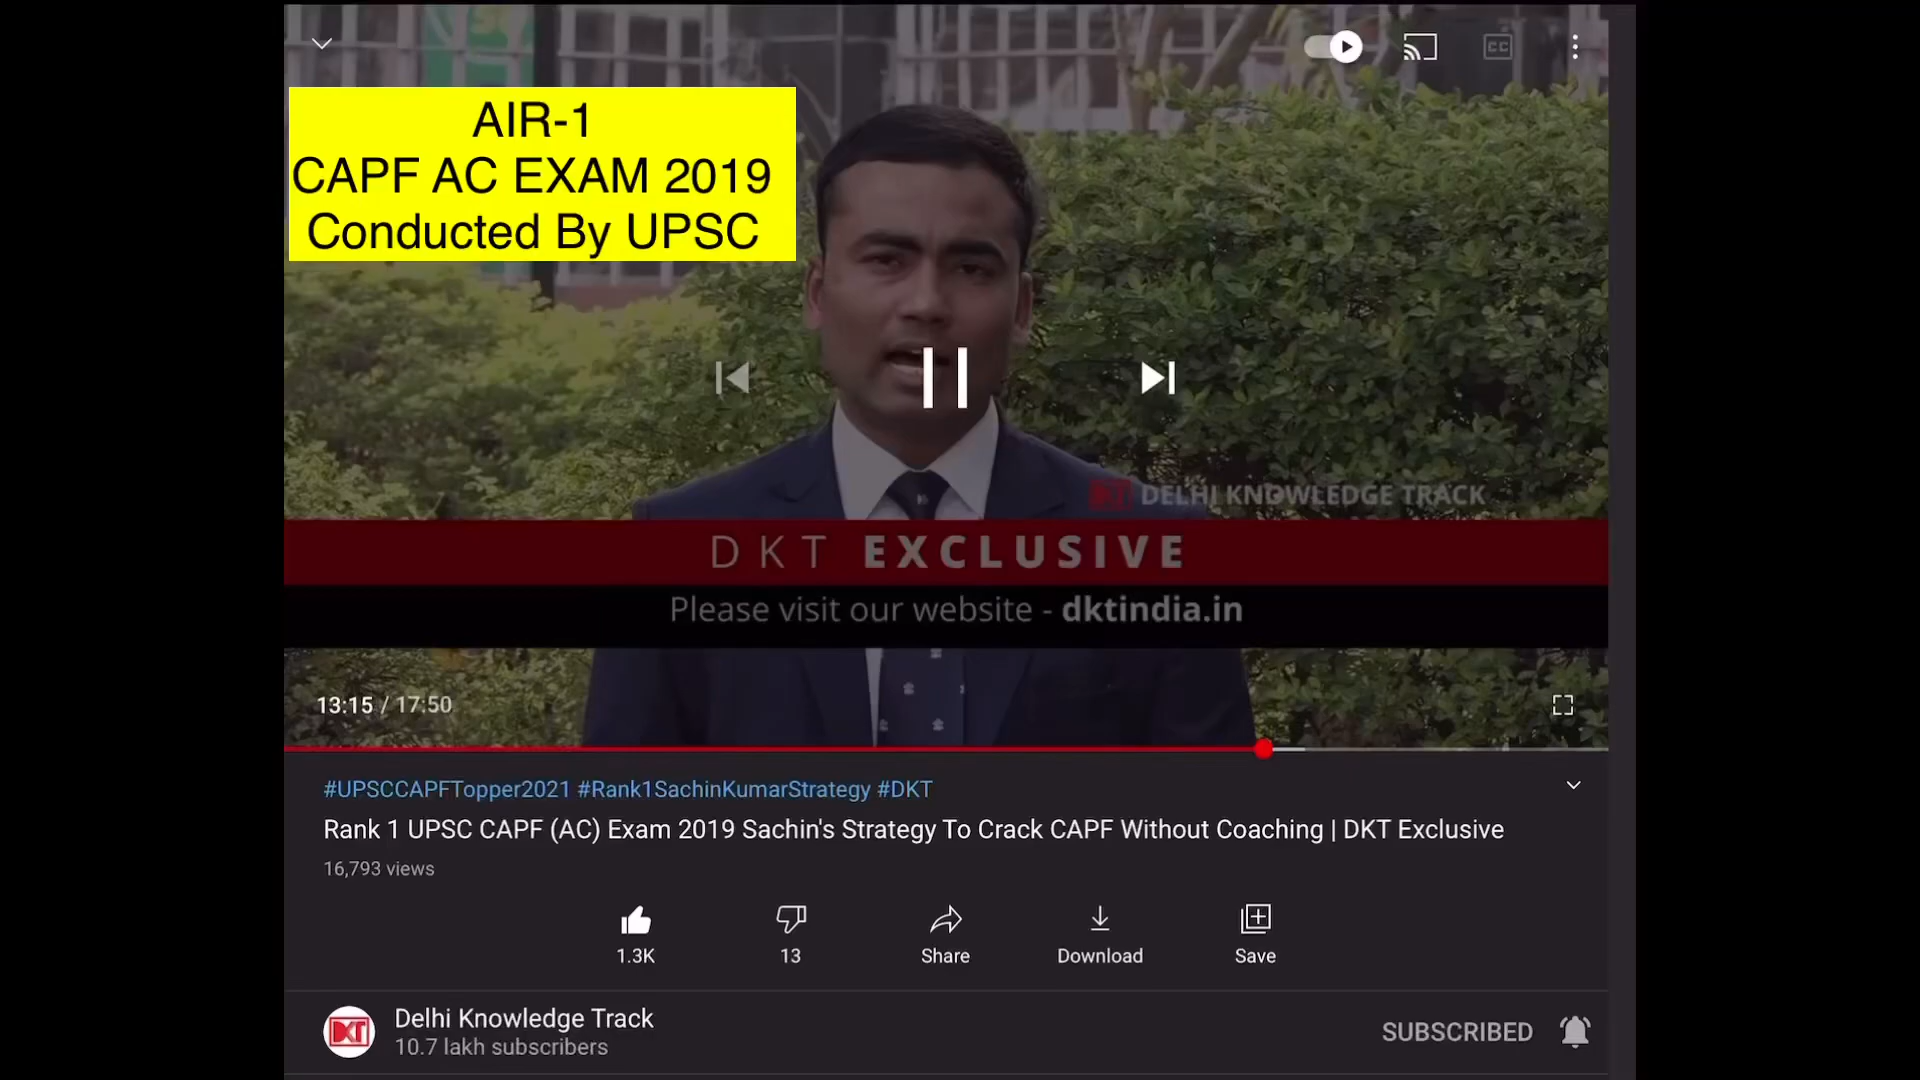 AIR-1
CAPF AC EXAM 2019
Conducted By UPSC
CC
DKT DELHI KNOWLEDGE TRACK
DKT EXCLUSIVE
Please visit our website - dktindia.in
13:15 / 17:50
#UPSCCAPFTopper2021 #Rank1SachinKumarStrategy #DKT
Rank 1 UPSC CAPF (AC) Exam 2019 Sachin's Strategy To Crack CAPF Without Coaching | DKT Exclusive
16,793 views
1.3K 13 Share Download Save
DKT Delhi Knowledge Track
10.7 lakh subscribers
SUBSCRIBED